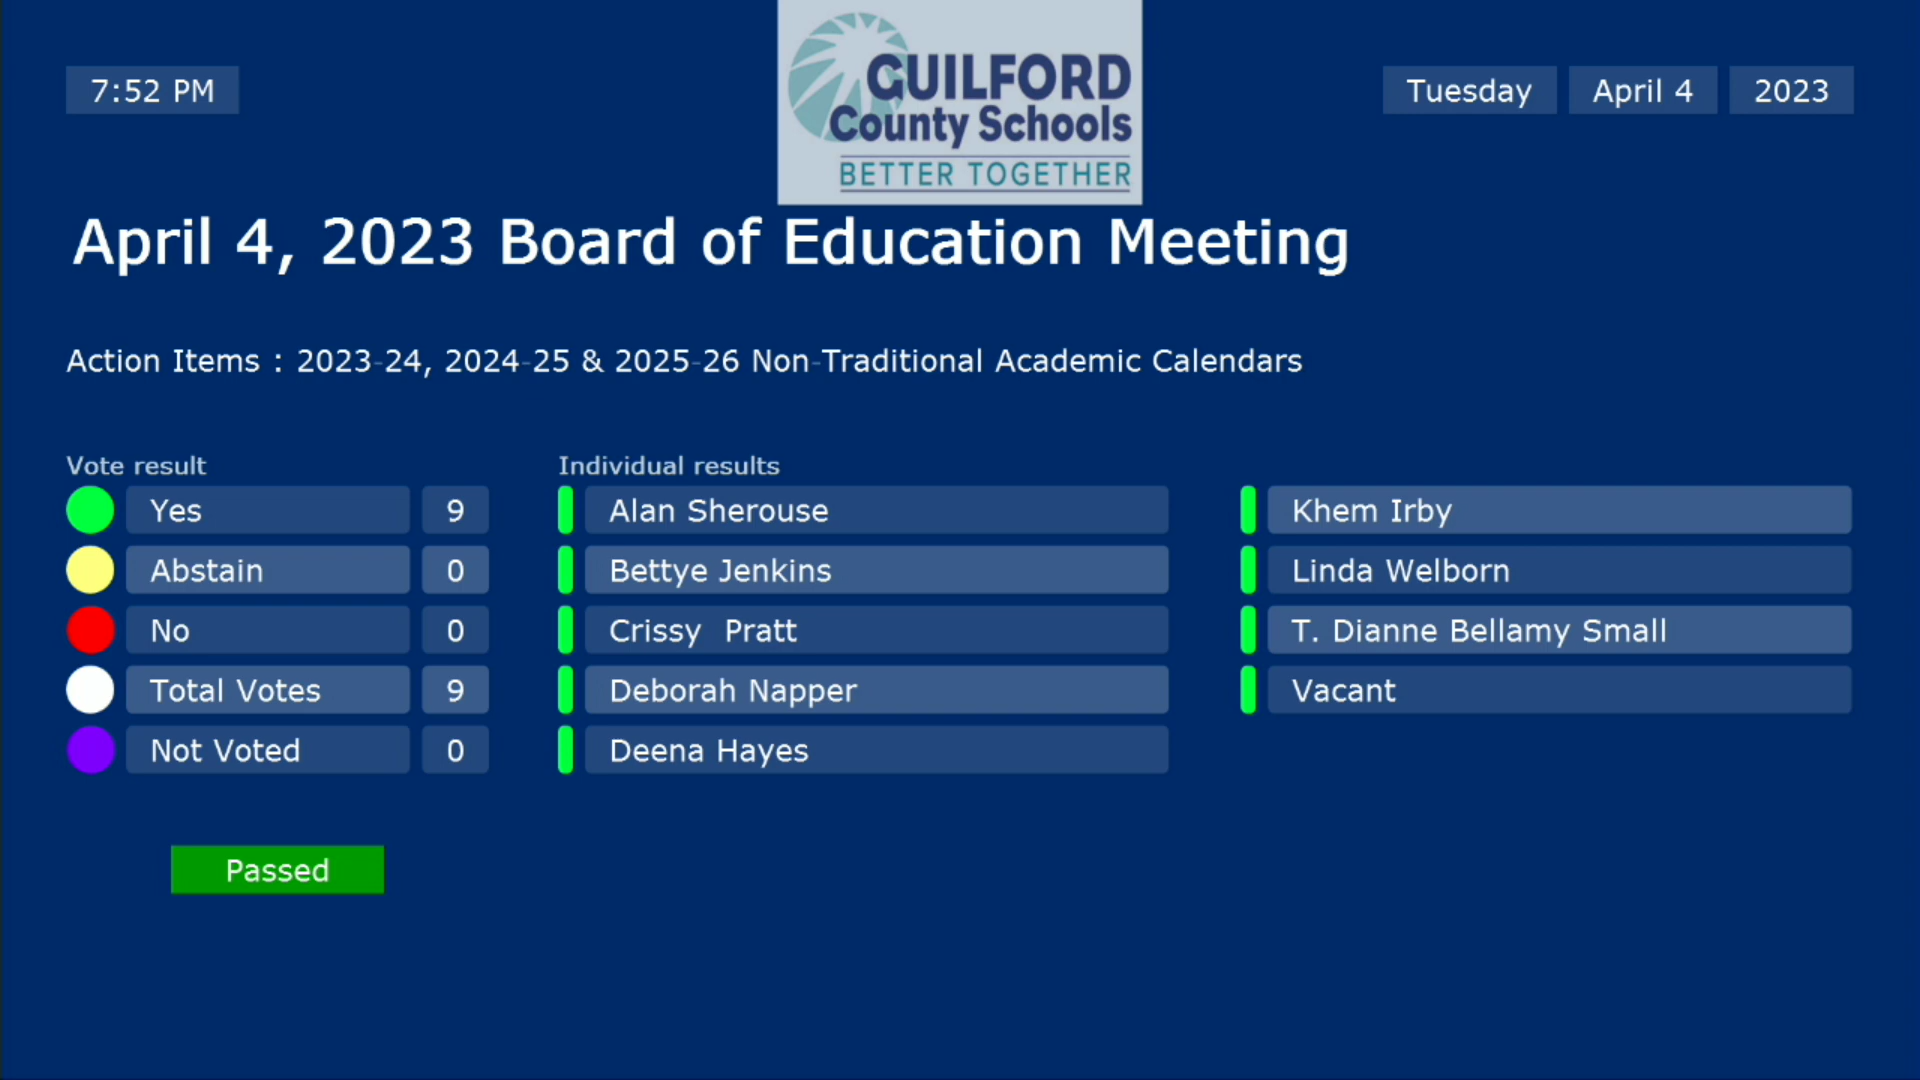 7:52 PM
GUILFORD
County Schools
BETTER TOGETHER
Tuesday April 4 2023
April 4, 2023 Board of Education Meeting
Action Items : 2023-24, 2024-25 & 2025-26 Non-Traditional Academic Calendars
Vote result
Yes 9
Abstain 0
No 0
Total Votes 9
Not Voted 0
Passed
Individual results
Alan Sherouse
Bettye Jenkins
Crissy  Pratt
Deborah Napper
Deena Hayes
Khem Irby
Linda Welborn
T. Dianne Bellamy Small
Vacant